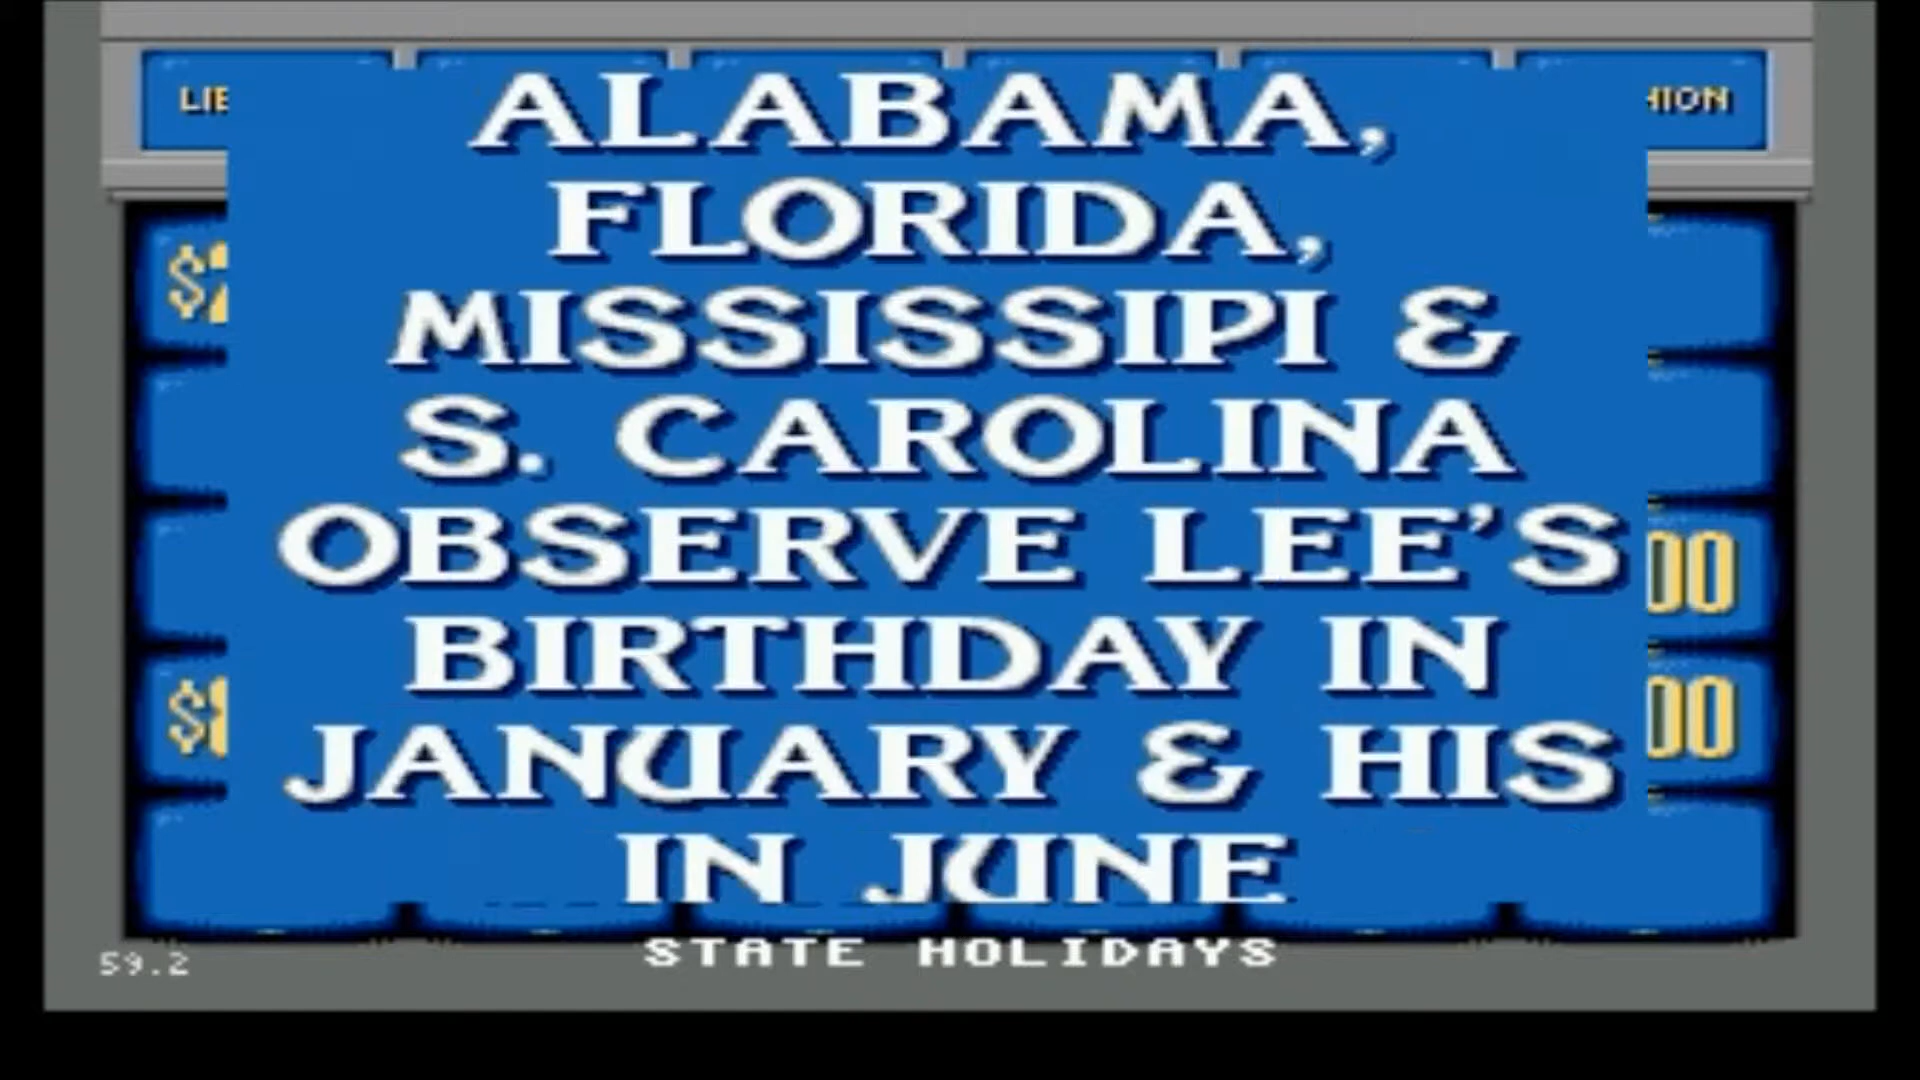 ALABAMA,
FLORIDA,
MISSISSIPI &
S. CAROLINA
OBSERVE LEE'S
BIRTHDAY IN
JANUARY & HIS
IN JUNE
STATE HOLIDAYS
59.2